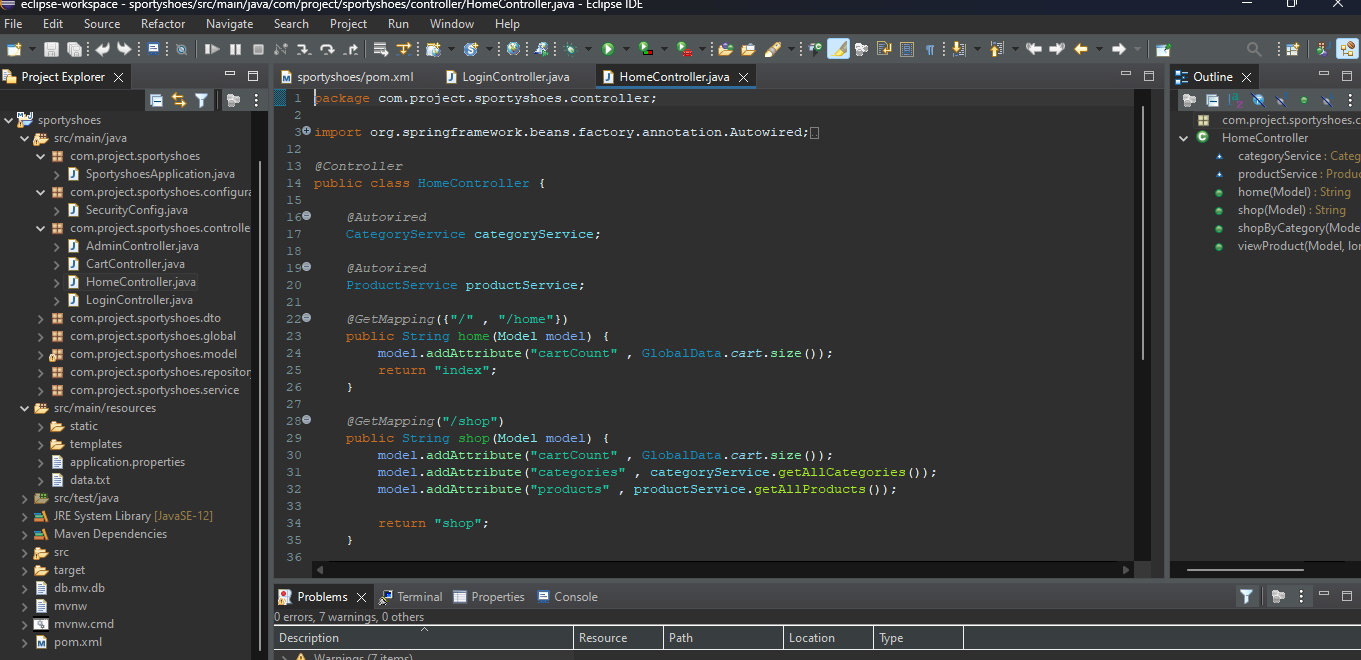 eclipse-workspace - sportyshoes/src/main/java/com/project/sportyshoes/controller/HomeController.java - Eclipse IDE
File Edit Source Refactor Navigate Search Project Run Window Help
Project Explorer
sportyshoes
src/main/java
com.project.sportyshoes
SportyshoesApplication.java
com.project.sportyshoes.configura
SecurityConfig.java
com.project.sportyshoes.controlle
AdminController.java
CartController.java
HomeController.java
LoginController.java
com.project.sportyshoes.dto
com.project.sportyshoes.global
com.project.sportyshoes.model
com.project.sportyshoes.repositor
com.project.sportyshoes.service
src/main/resources
static
templates
application.properties
data.txt
src/test/java
JRE System Library [JavaSE-12]
Maven Dependencies
src
target
db.mv.db
mvnw
mvnw.cmd
pom.xml
sportyshoes/pom.xml LoginController.java HomeController.java
1 package com.project.sportyshoes.controller;
2
3 import org.springframework.beans.factory.annotation.Autowired;
12
13 @Controller
14 public class HomeController {
15
16 @Autowired
17 CategoryService categoryService;
18
19 @Autowired
20 ProductService productService;
21
22 @GetMapping({"/" , "/home"})
23 public String home(Model model) {
24 model.addAttribute("cartCount" , GlobalData.cart.size());
25 return "index";
26 }
27
28 @GetMapping("/shop")
29 public String shop(Model model) {
30 model.addAttribute("cartCount" , GlobalData.cart.size());
31 model.addAttribute("categories" , categoryService.getAllCategories());
32 model.addAttribute("products" , productService.getAllProducts());
33
34 return "shop";
35 }
36
Outline
com.project.sportyshoes.c
HomeController
categoryService : Categ
productService : Produc
home(Model) : String
shop(Model) : String
shopByCategory(Mode
viewProduct(Model, lon
Problems Terminal Properties Console
0 errors, 7 warnings, 0 others
Description Resource Path Location Type
Warnings (7 items)